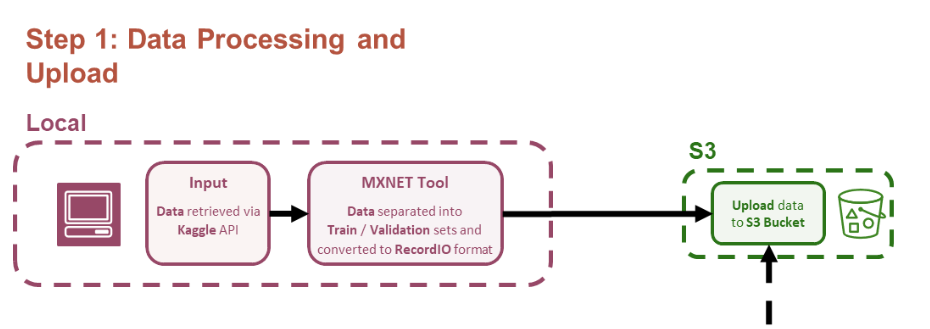 Step 1: Data Processing and
Upload
Local
Input
Data retrieved via
Kaggle API
MXNET Tool
Data separated into
Train / Validation sets and
converted to RecordIO format
S3
Upload data
to S3 Bucket